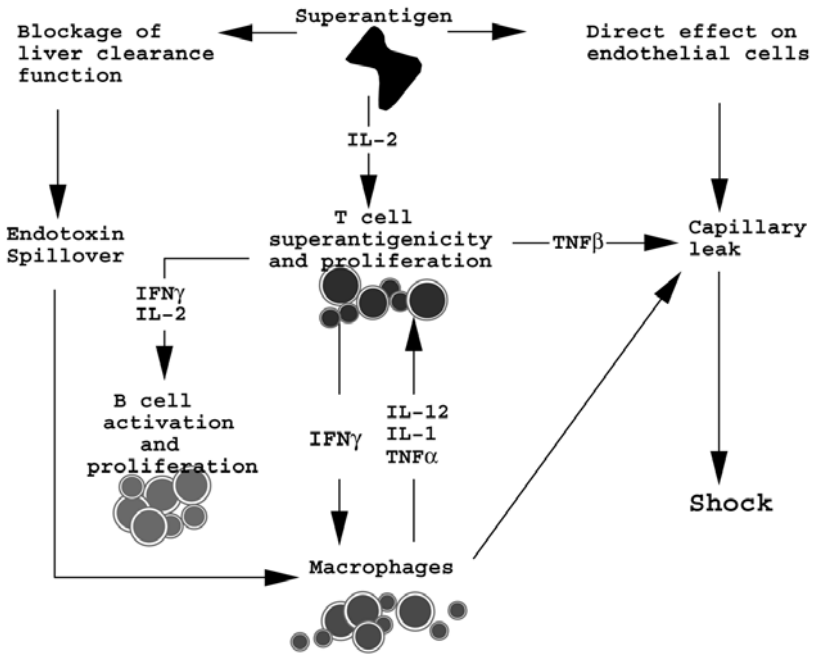 Superantigen
Blockage of
liver clearance
function
Direct effect on
endothelial cells
IL-2
Endotoxin
Spillover
T cell
superantigenicity
and proliferation
TNFβ
Capillary
leak
IFNγ
IL-2
B cell
activation
and
proliferation
IFNγ
IL-12
IL-1
TNFα
Shock
Macrophages